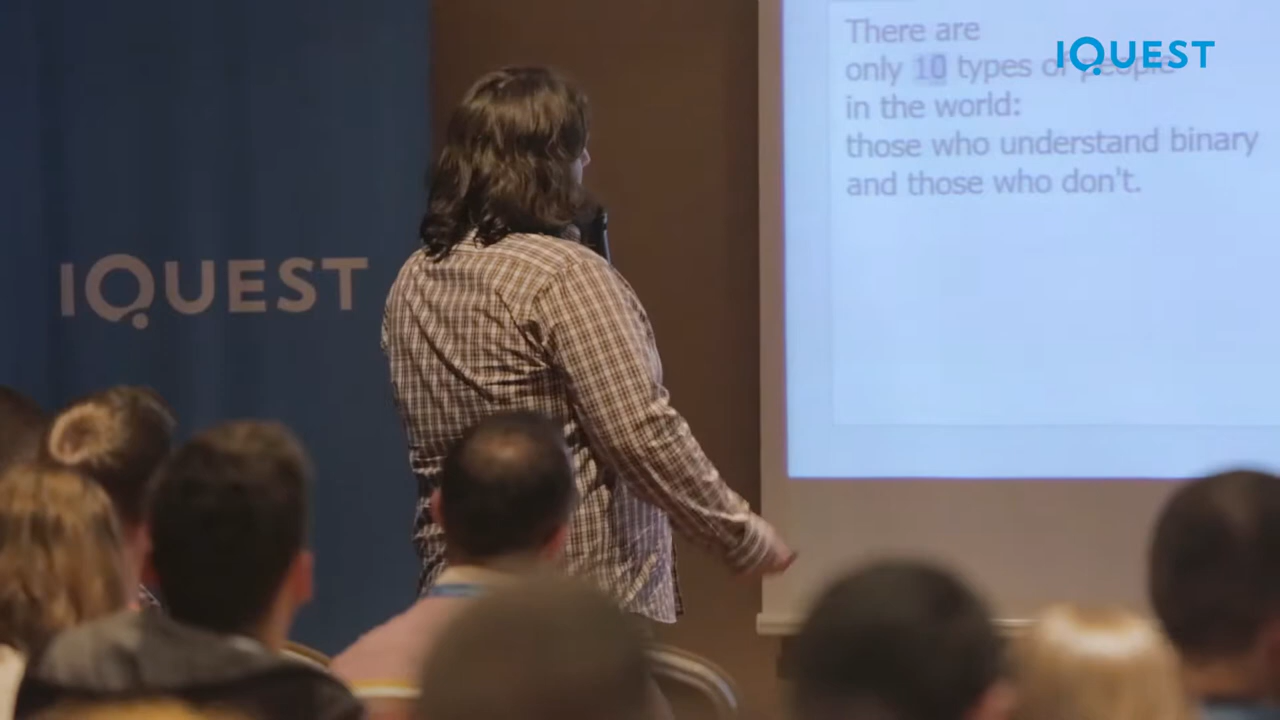 There are
only 10 types of people
in the world:
those who understand binary
and those who don't.
IQUEST
IQUEST